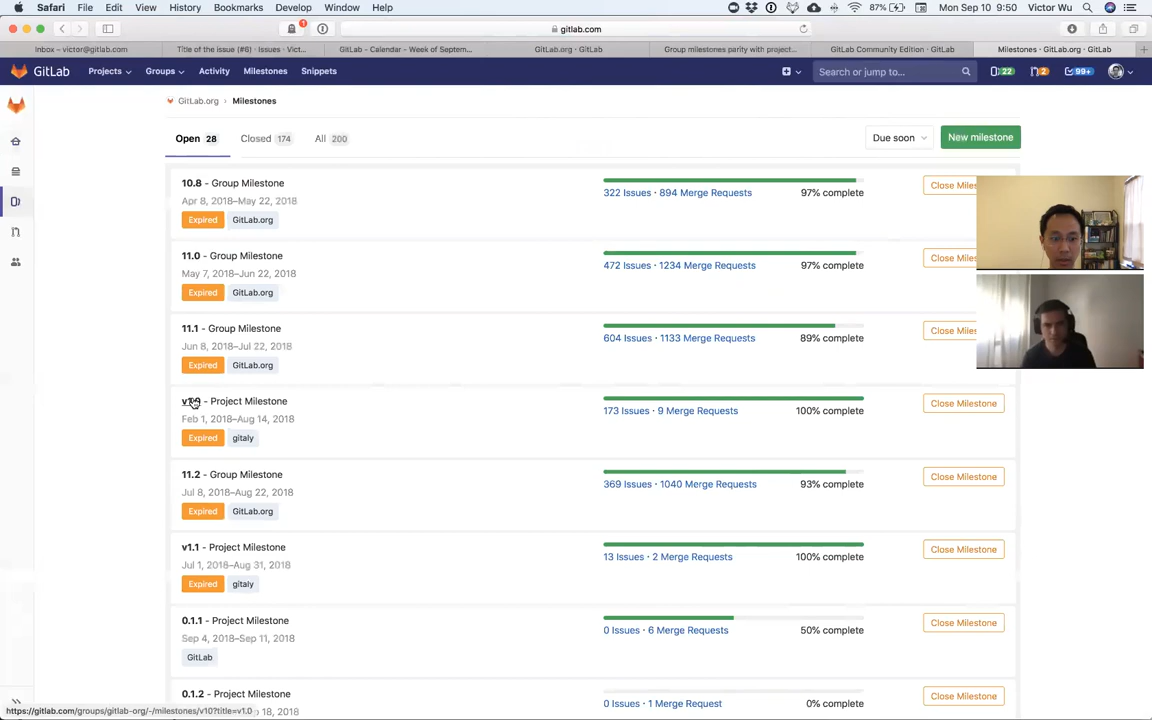 Safari File Edit View History Bookmarks Develop Window Help 87% Mon Sep 10 9:50 Victor Wu
1 gitlab.com
Inbox – victor@gitlab.com Title of the issue (#6) · Issues · Vict... GitLab - Calendar - Week of Septem... GitLab.org · GitLab Group milestones parity with project... GitLab Community Edition · GitLab Milestones · GitLab.org · GitLab
GitLab Projects Groups Activity Milestones Snippets Search or jump to... 22 2 99+
GitLab.org › Milestones
Open 28 Closed 174 All 200 Due soon New milestone
10.8 - Group Milestone
322 Issues · 894 Merge Requests 97% complete Close Miles
Apr 8, 2018–May 22, 2018
Expired GitLab.org
11.0 - Group Milestone
472 Issues · 1234 Merge Requests 97% complete Close Miles
May 7, 2018–Jun 22, 2018
Expired GitLab.org
11.1 - Group Milestone
604 Issues · 1133 Merge Requests 89% complete Close Miles
Jun 8, 2018–Jul 22, 2018
Expired GitLab.org
- Project Milestone
173 Issues · 9 Merge Requests 100% complete Close Milestone
Feb 1, 2018–Aug 14, 2018
Expired gitaly
11.2 - Group Milestone
369 Issues · 1040 Merge Requests 93% complete Close Milestone
Jul 8, 2018–Aug 22, 2018
Expired GitLab.org
v1.1 - Project Milestone
13 Issues · 2 Merge Requests 100% complete Close Milestone
Jul 1, 2018–Aug 31, 2018
Expired gitaly
0.1.1 - Project Milestone
0 Issues · 6 Merge Requests 50% complete Close Milestone
Sep 4, 2018–Sep 11, 2018
GitLab
0.1.2 - Project Milestone
0 Issues · 1 Merge Request 0% complete Close Milestone
https://gitlab.com/groups/gitlab-org/-/milestones/v10?title=v1.0 p 18, 2018